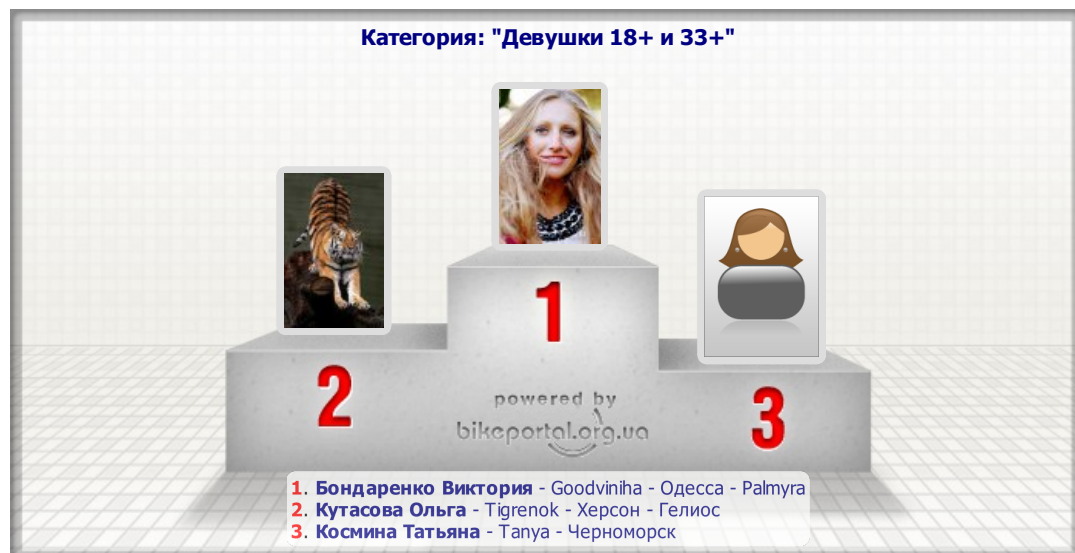 Категория: "Девушки 18+ и 33+"
1
2
3
powered by
bikeportal.org.ua
1. Бондаренко Виктория - Goodviniha - Одесса - Palmyra
2. Кутасова Ольга - Tigrenok - Херсон - Гелиос
3. Космина Татьяна - Tanya - Черноморск